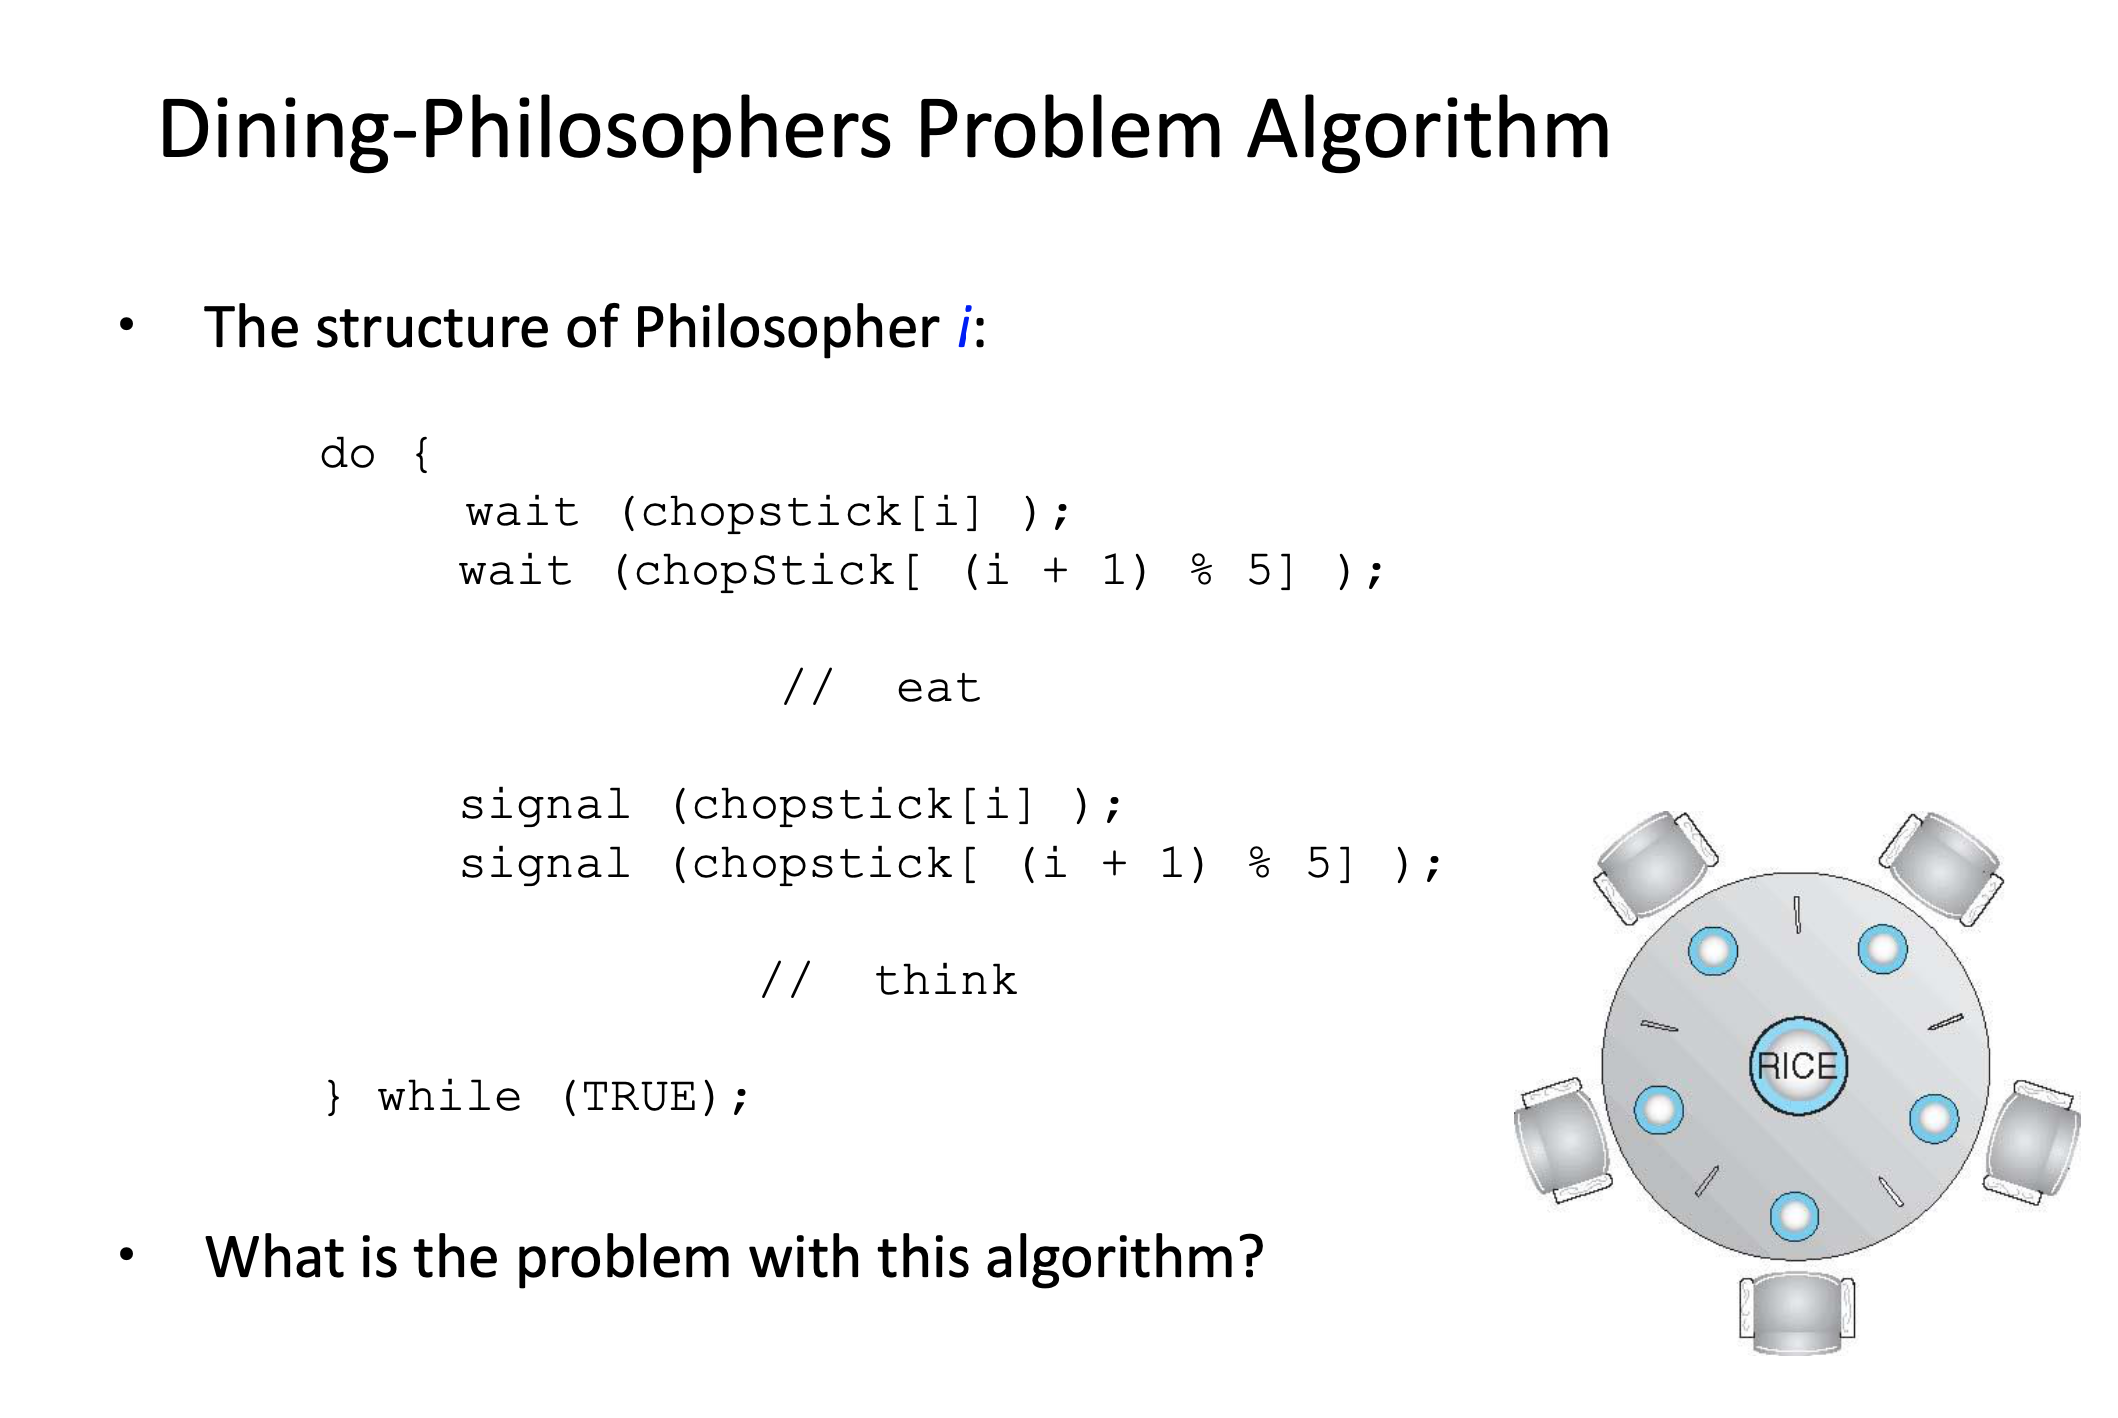 Dining-Philosophers Problem Algorithm
• The structure of Philosopher i:
do {
wait (chopstick[i] );
wait (chopStick[ (i + 1) % 5] );
// eat
signal (chopstick[i] );
signal (chopstick[ (i + 1) % 5] );
// think
} while (TRUE);
RICE
• What is the problem with this algorithm?